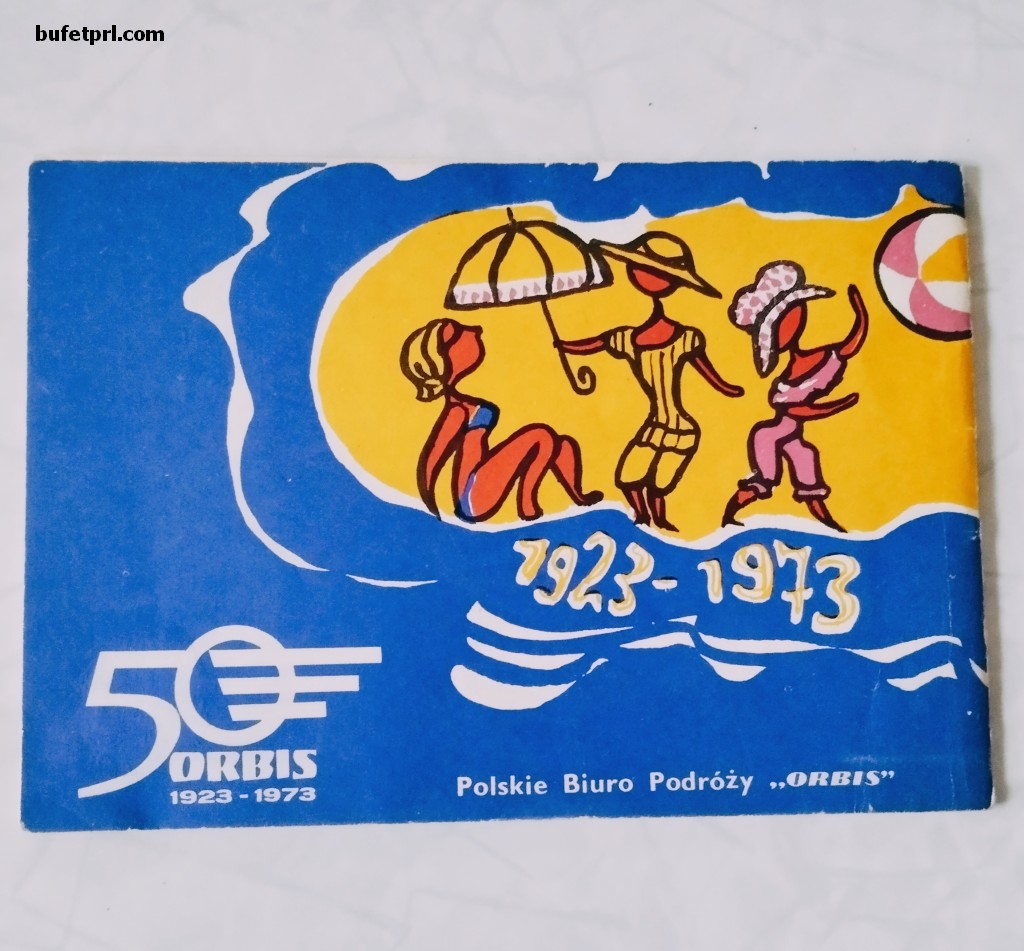 bufetprl.com
1923-1973
50
ORBIS
1923-1973
Polskie Biuro Podróży „ORBIS”